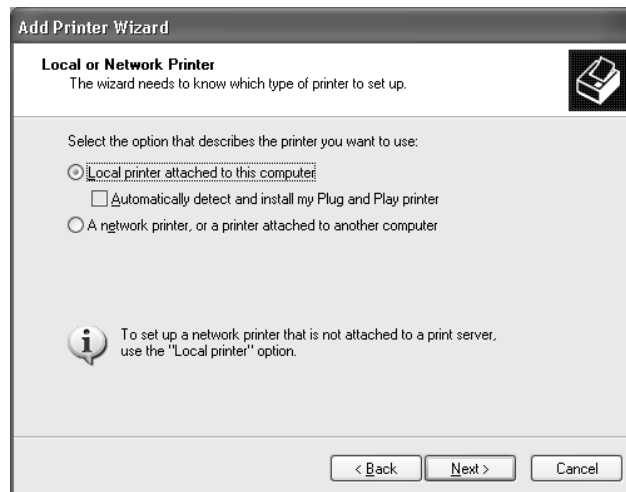 Add Printer Wizard
Local or Network Printer
The wizard needs to know which type of printer to set up.
Select the option that describes the printer you want to use:
Local printer attached to this computer
Automatically detect and install my Plug and Play printer
A network printer, or a printer attached to another computer
To set up a network printer that is not attached to a print server,
use the "Local printer" option.
< Back   Next >   Cancel